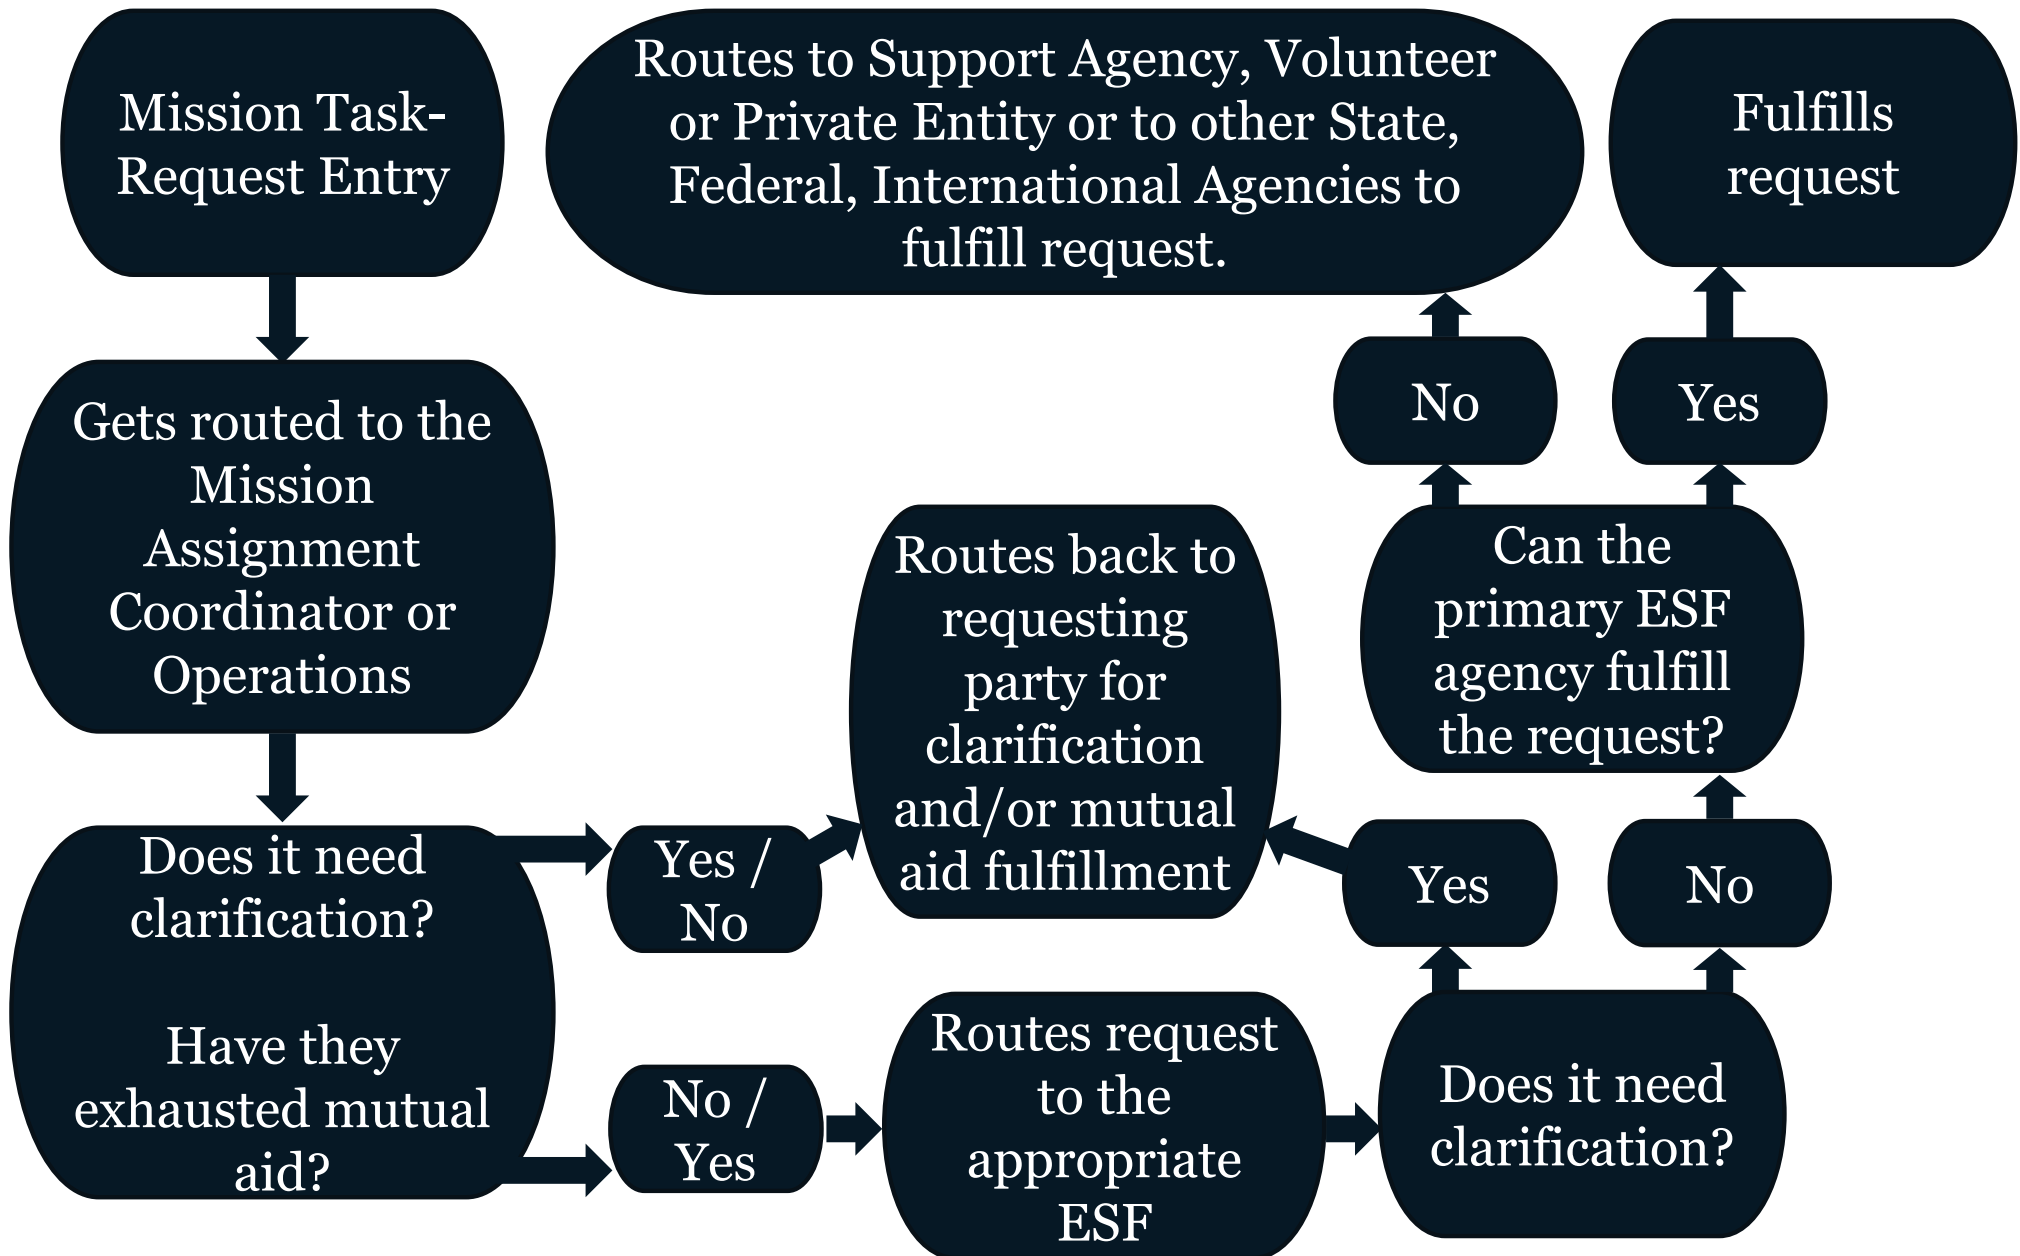 Mission Task-
Request Entry
Gets routed to the
Mission
Assignment
Coordinator or
Operations
Does it need
clarification?
Have they
exhausted mutual
aid?
Yes /
No
No /
Yes
Routes back to
requesting
party for
clarification
and/or mutual
aid fulfillment
Routes request
to the
appropriate
ESF
Does it need
clarification?
Yes
No
Can the
primary ESF
agency fulfill
the request?
No
Yes
Routes to Support Agency, Volunteer
or Private Entity or to other State,
Federal, International Agencies to
fulfill request.
Fulfills
request